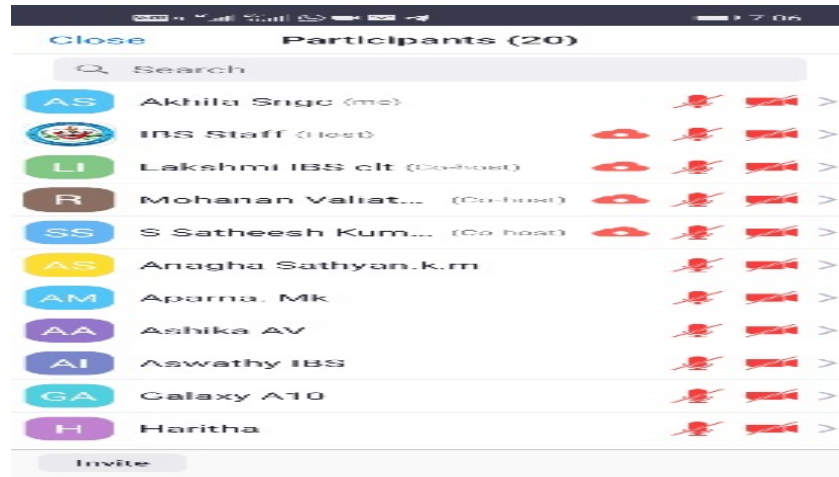 7:06
Close Participants (20)
Search
AS Akhila Sngc (me)
IBS Staff (Host)
LI Lakshmi IBS clt (Co-host)
R Mohanan Valiat... (Co-host)
SS S Satheesh Kum... (Co-host)
AS Anagha Sathyan.k.m
AM Aparna. Mk
AA Ashika AV
AI Aswathy IBS
GA Galaxy A10
H Haritha
Invite